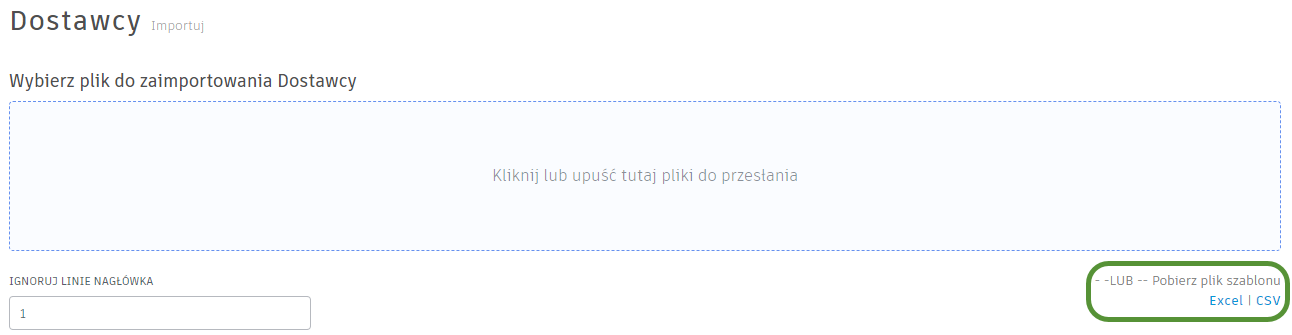 Dostawcy Importuj
Wybierz plik do zaimportowania Dostawcy
Kliknij lub upuść tutaj pliki do przesłania
IGNORUJ LINIE NAGŁÓWKA
1
- -LUB -- Pobierz plik szablonu
Excel | CSV